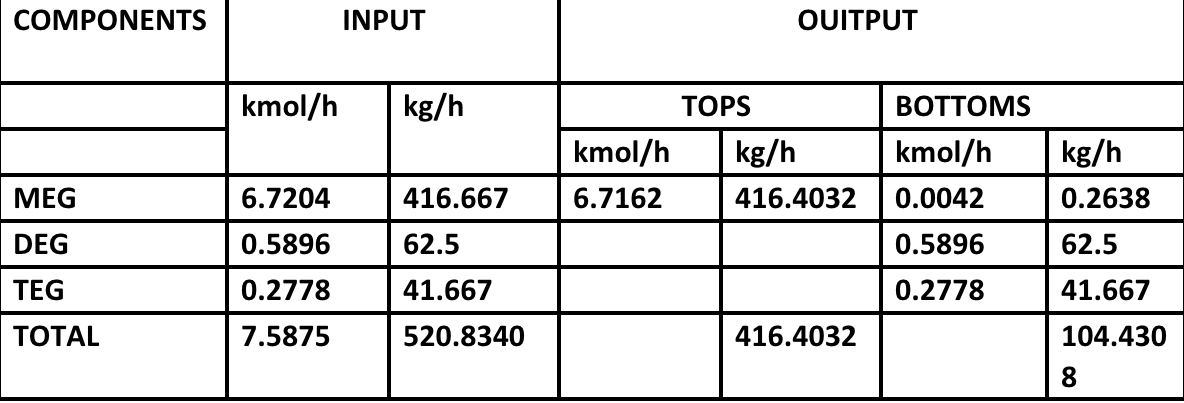 COMPONENTS INPUT OUITPUT
kmol/h kg/h TOPS BOTTOMS
kmol/h kg/h kmol/h kg/h
MEG 6.7204 416.667 6.7162 416.4032 0.0042 0.2638
DEG 0.5896 62.5 0.5896 62.5
TEG 0.2778 41.667 0.2778 41.667
TOTAL 7.5875 520.8340 416.4032 104.430
8